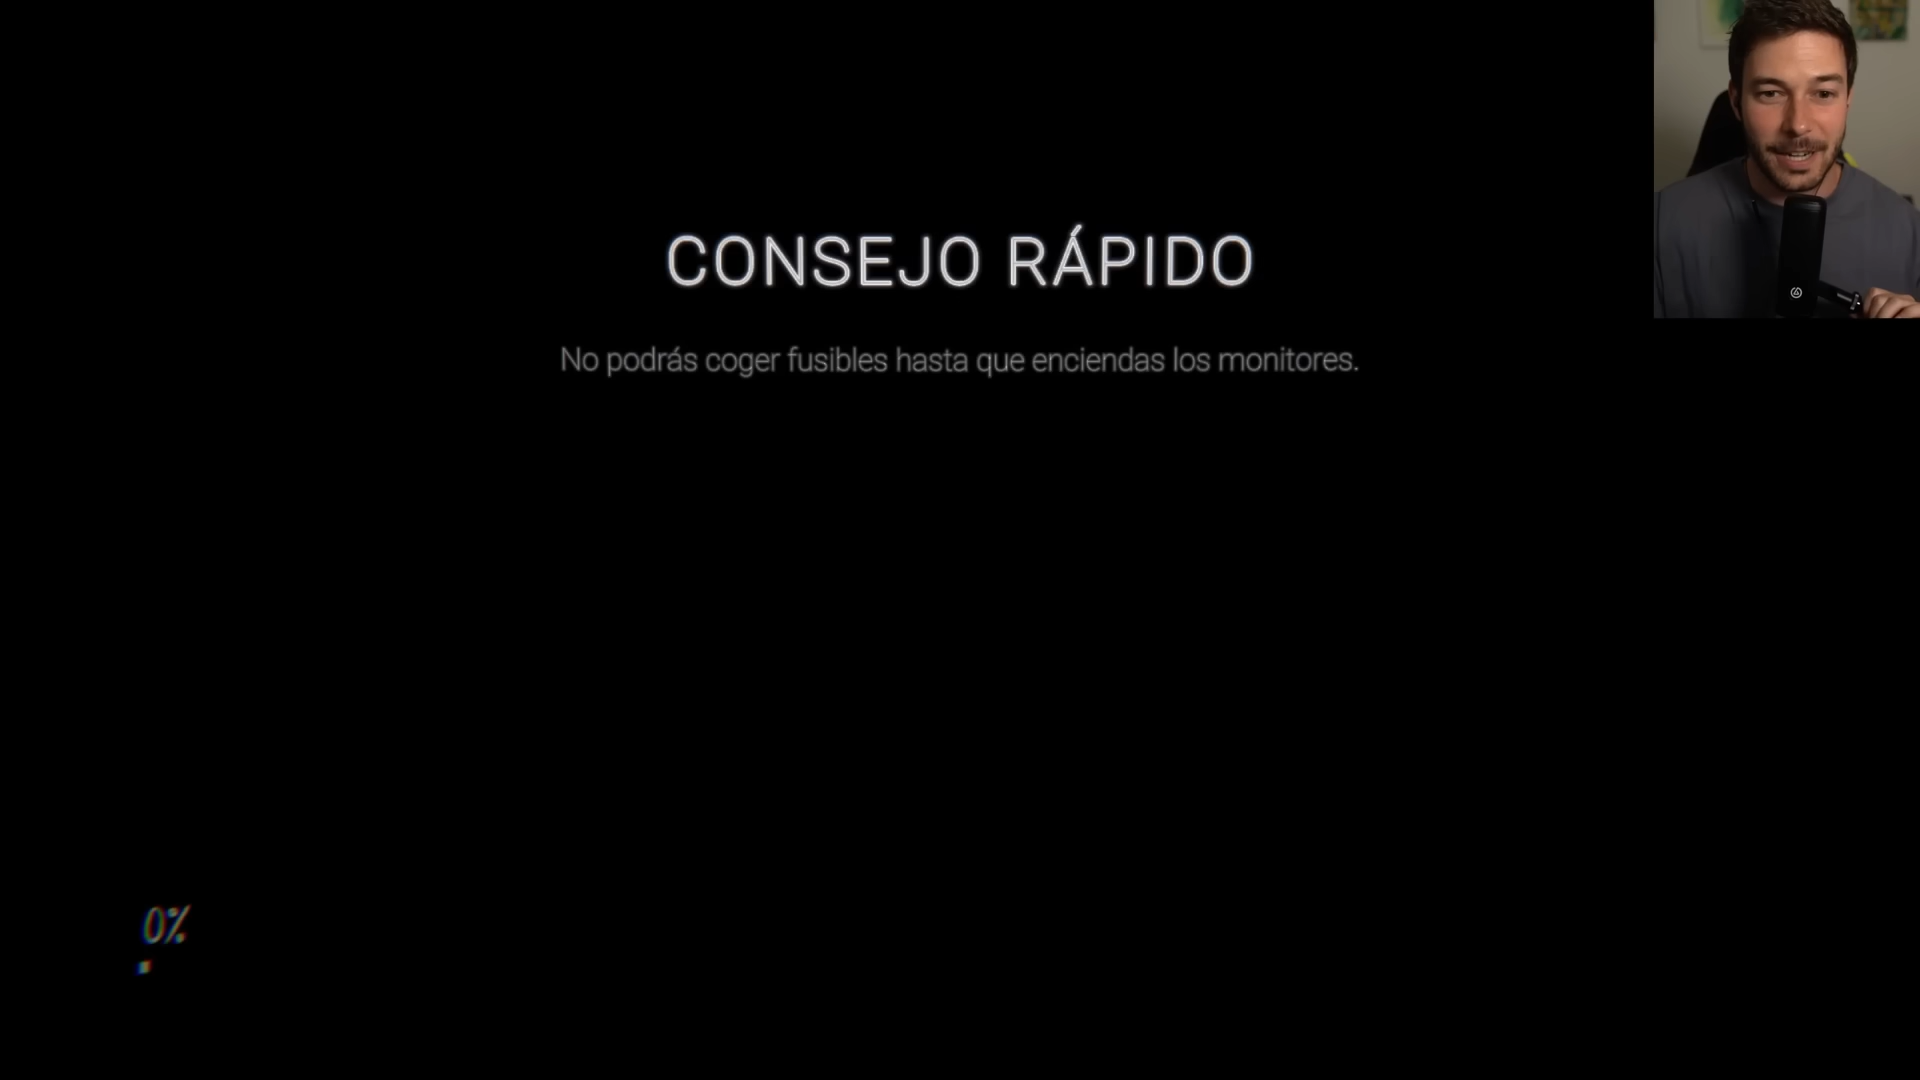 CONSEJO RÁPIDO
No podrás coger fusibles hasta que enciendas los monitores.
0%